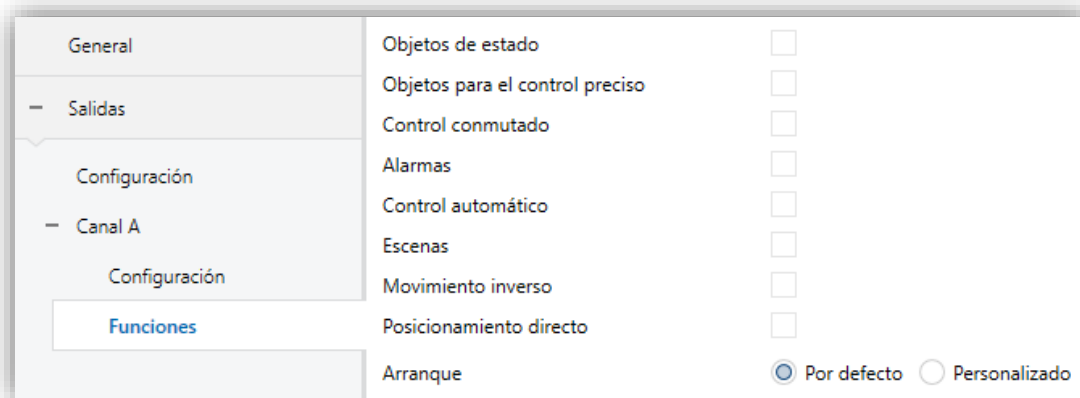 General
− Salidas
Configuración
− Canal A
Configuración
Funciones
Objetos de estado
Objetos para el control preciso
Control conmutado
Alarmas
Control automático
Escenas
Movimiento inverso
Posicionamiento directo
Arranque Por defecto Personalizado